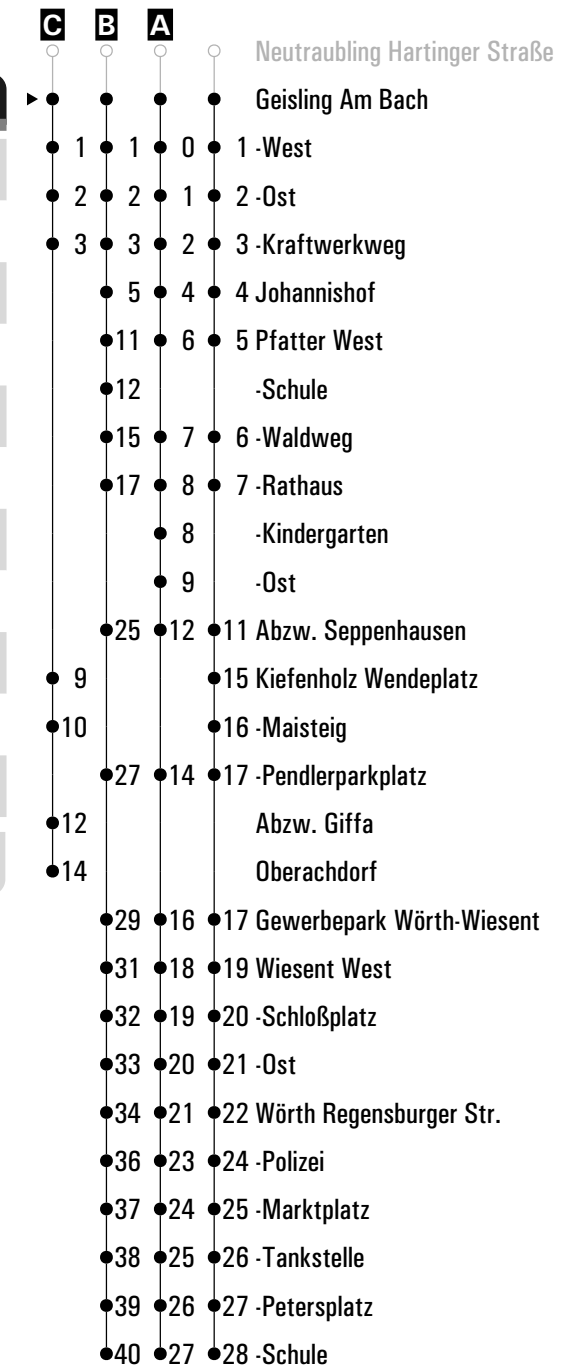 C B A
Neutraubling Hartinger Straße
Geisling Am Bach
1 1 0 1 -West
2 2 1 2 -Ost
3 3 2 3 -Kraftwerkweg
5 4 4 Johannishof
11 6 5 Pfatter West
12 -Schule
15 7 6 -Waldweg
17 8 7 -Rathaus
8 -Kindergarten
9 -Ost
25 12 11 Abzw. Seppenhausen
9 15 Kiefenholz Wendeplatz
10 16 -Maisteig
27 14 17 -Pendlerparkplatz
12 Abzw. Giffa
14 Oberachdorf
29 16 17 Gewerbepark Wörth-Wiesent
31 18 19 Wiesent West
32 19 20 -Schloßplatz
33 20 21 -Ost
34 21 22 Wörth Regensburger Str.
36 23 24 -Polizei
37 24 25 -Marktplatz
38 25 26 -Tankstelle
39 26 27 -Petersplatz
40 27 28 -Schule